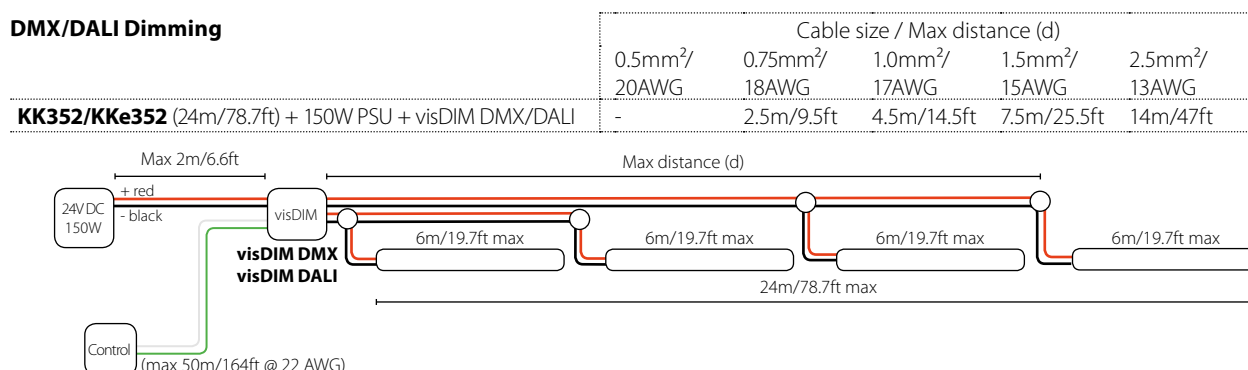 DMX/DALI Dimming
Cable size / Max distance (d)
0.5mm²/ 0.75mm²/ 1.0mm²/ 1.5mm²/ 2.5mm²/
20AWG 18AWG 17AWG 15AWG 13AWG
KK352/KKe352 (24m/78.7ft) + 150W PSU + visDIM DMX/DALI - 2.5m/9.5ft 4.5m/14.5ft 7.5m/25.5ft 14m/47ft
Max 2m/6.6ft
Max distance (d)
+ red
- black
24V DC
150W
visDIM
visDIM DMX
visDIM DALI
6m/19.7ft max 6m/19.7ft max 6m/19.7ft max 6m/19.7ft max
24m/78.7ft max
Control
(max 50m/164ft @ 22 AWG)